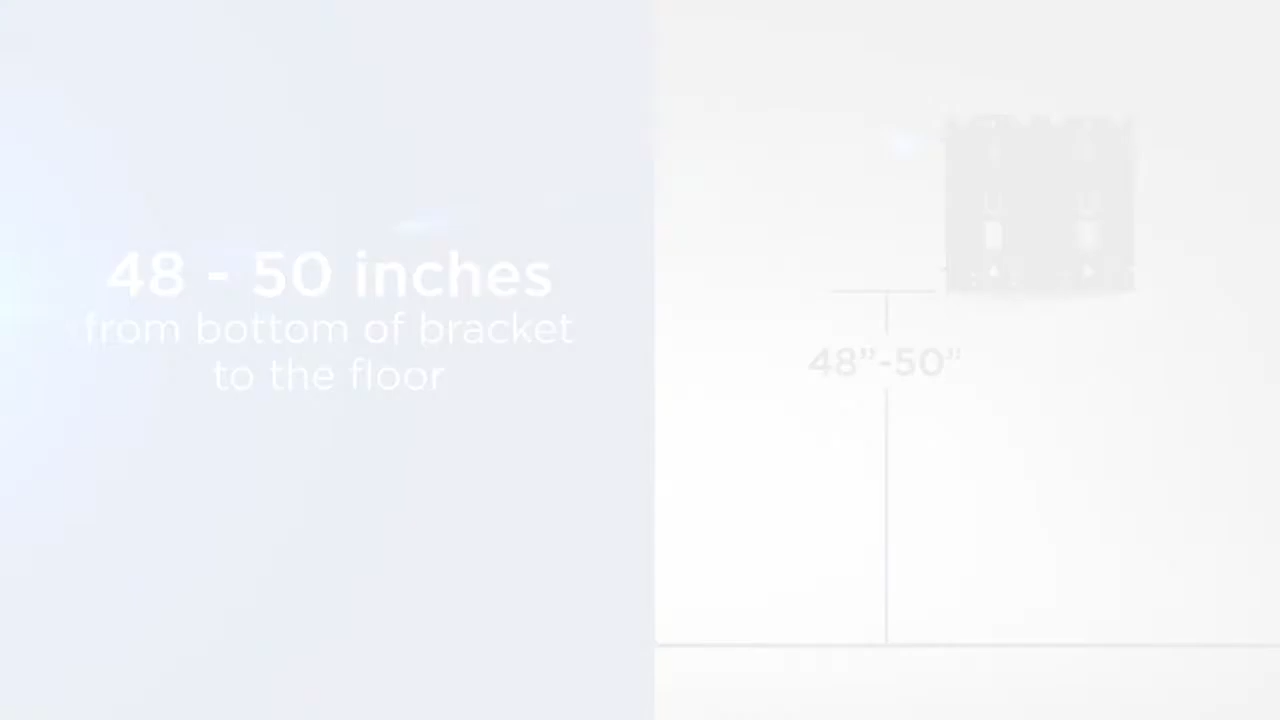 48 - 50 inches
from bottom of bracket
to the floor
48”-50”